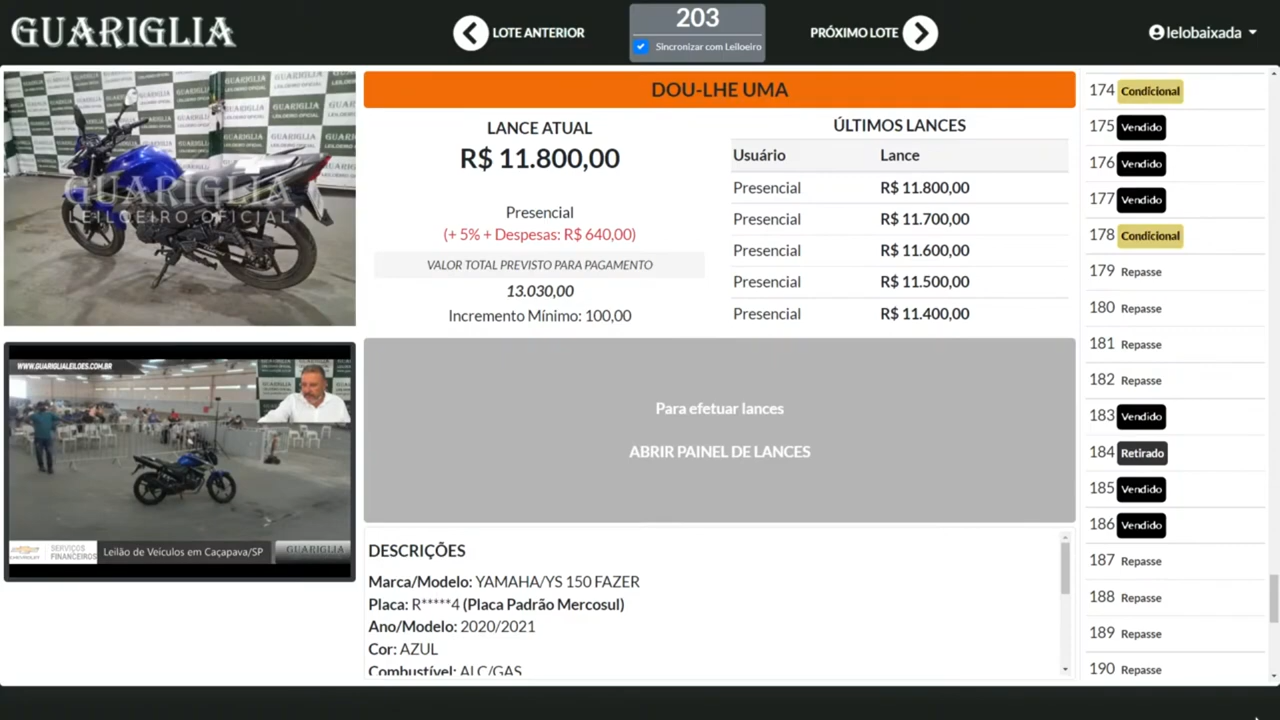 GUARIGLIA
LOTE ANTERIOR
203
Sincronizar com Leiloeiro
PRÓXIMO LOTE
lelobaixada
GUARIGLIA
LEILOEIRO OFICIAL
DOU-LHE UMA
LANCE ATUAL
R$ 11.800,00
Presencial
(+ 5% + Despesas: R$ 640,00)
VALOR TOTAL PREVISTO PARA PAGAMENTO
13.030,00
Incremento Mínimo: 100,00
ÚLTIMOS LANCES
Usuário Lance
Presencial R$ 11.800,00
Presencial R$ 11.700,00
Presencial R$ 11.600,00
Presencial R$ 11.500,00
Presencial R$ 11.400,00
WWW.GUARIGLIALEILOES.COM.BR
CHEVROLET
SERVIÇOS
FINANCEIROS
Leilão de Veiculos em Caçapava/SP
GUARIGLIA
Para efetuar lances
ABRIR PAINEL DE LANCES
DESCRIÇÕES
Marca/Modelo: YAMAHA/YS 150 FAZER
Placa: R*****4 (Placa Padrão Mercosul)
Ano/Modelo: 2020/2021
Cor: AZUL
Combustível: ALC/GAS
174 Condicional
175 Vendido
176 Vendido
177 Vendido
178 Condicional
179 Repasse
180 Repasse
181 Repasse
182 Repasse
183 Vendido
184 Retirado
185 Vendido
186 Vendido
187 Repasse
188 Repasse
189 Repasse
190 Repasse